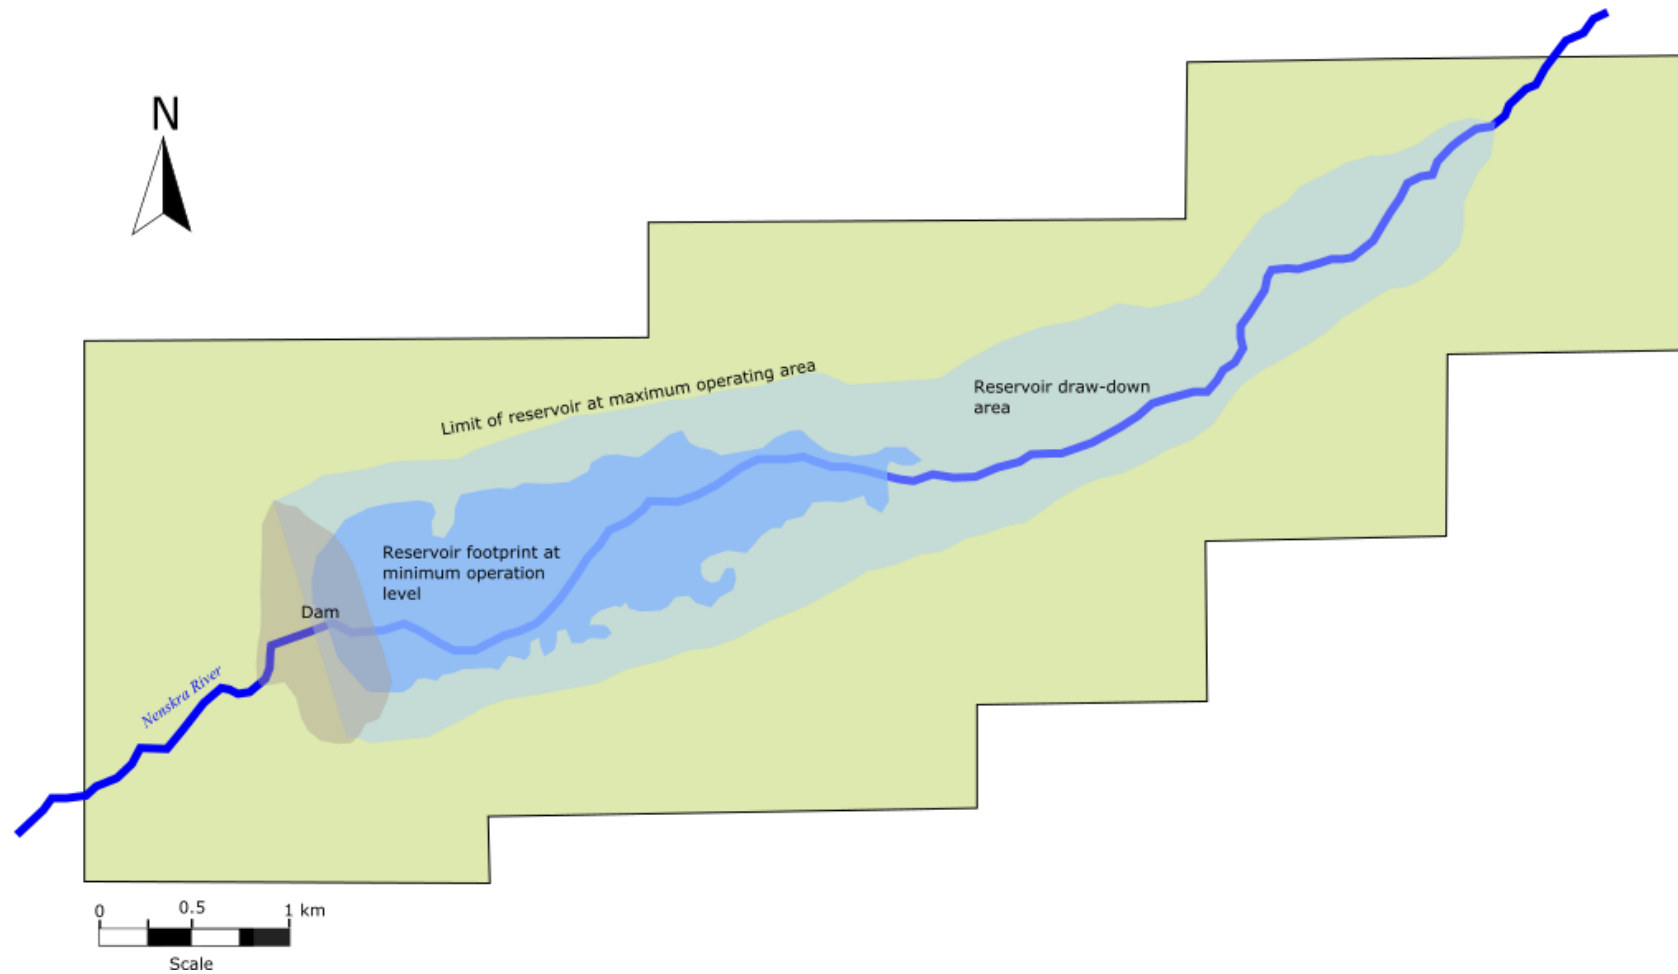 N
Limit of reservoir at maximum operating area
Reservoir draw-down
area
Reservoir footprint at
minimum operation
level
Dam
Nenskra River
0 0.5 1 km
Scale